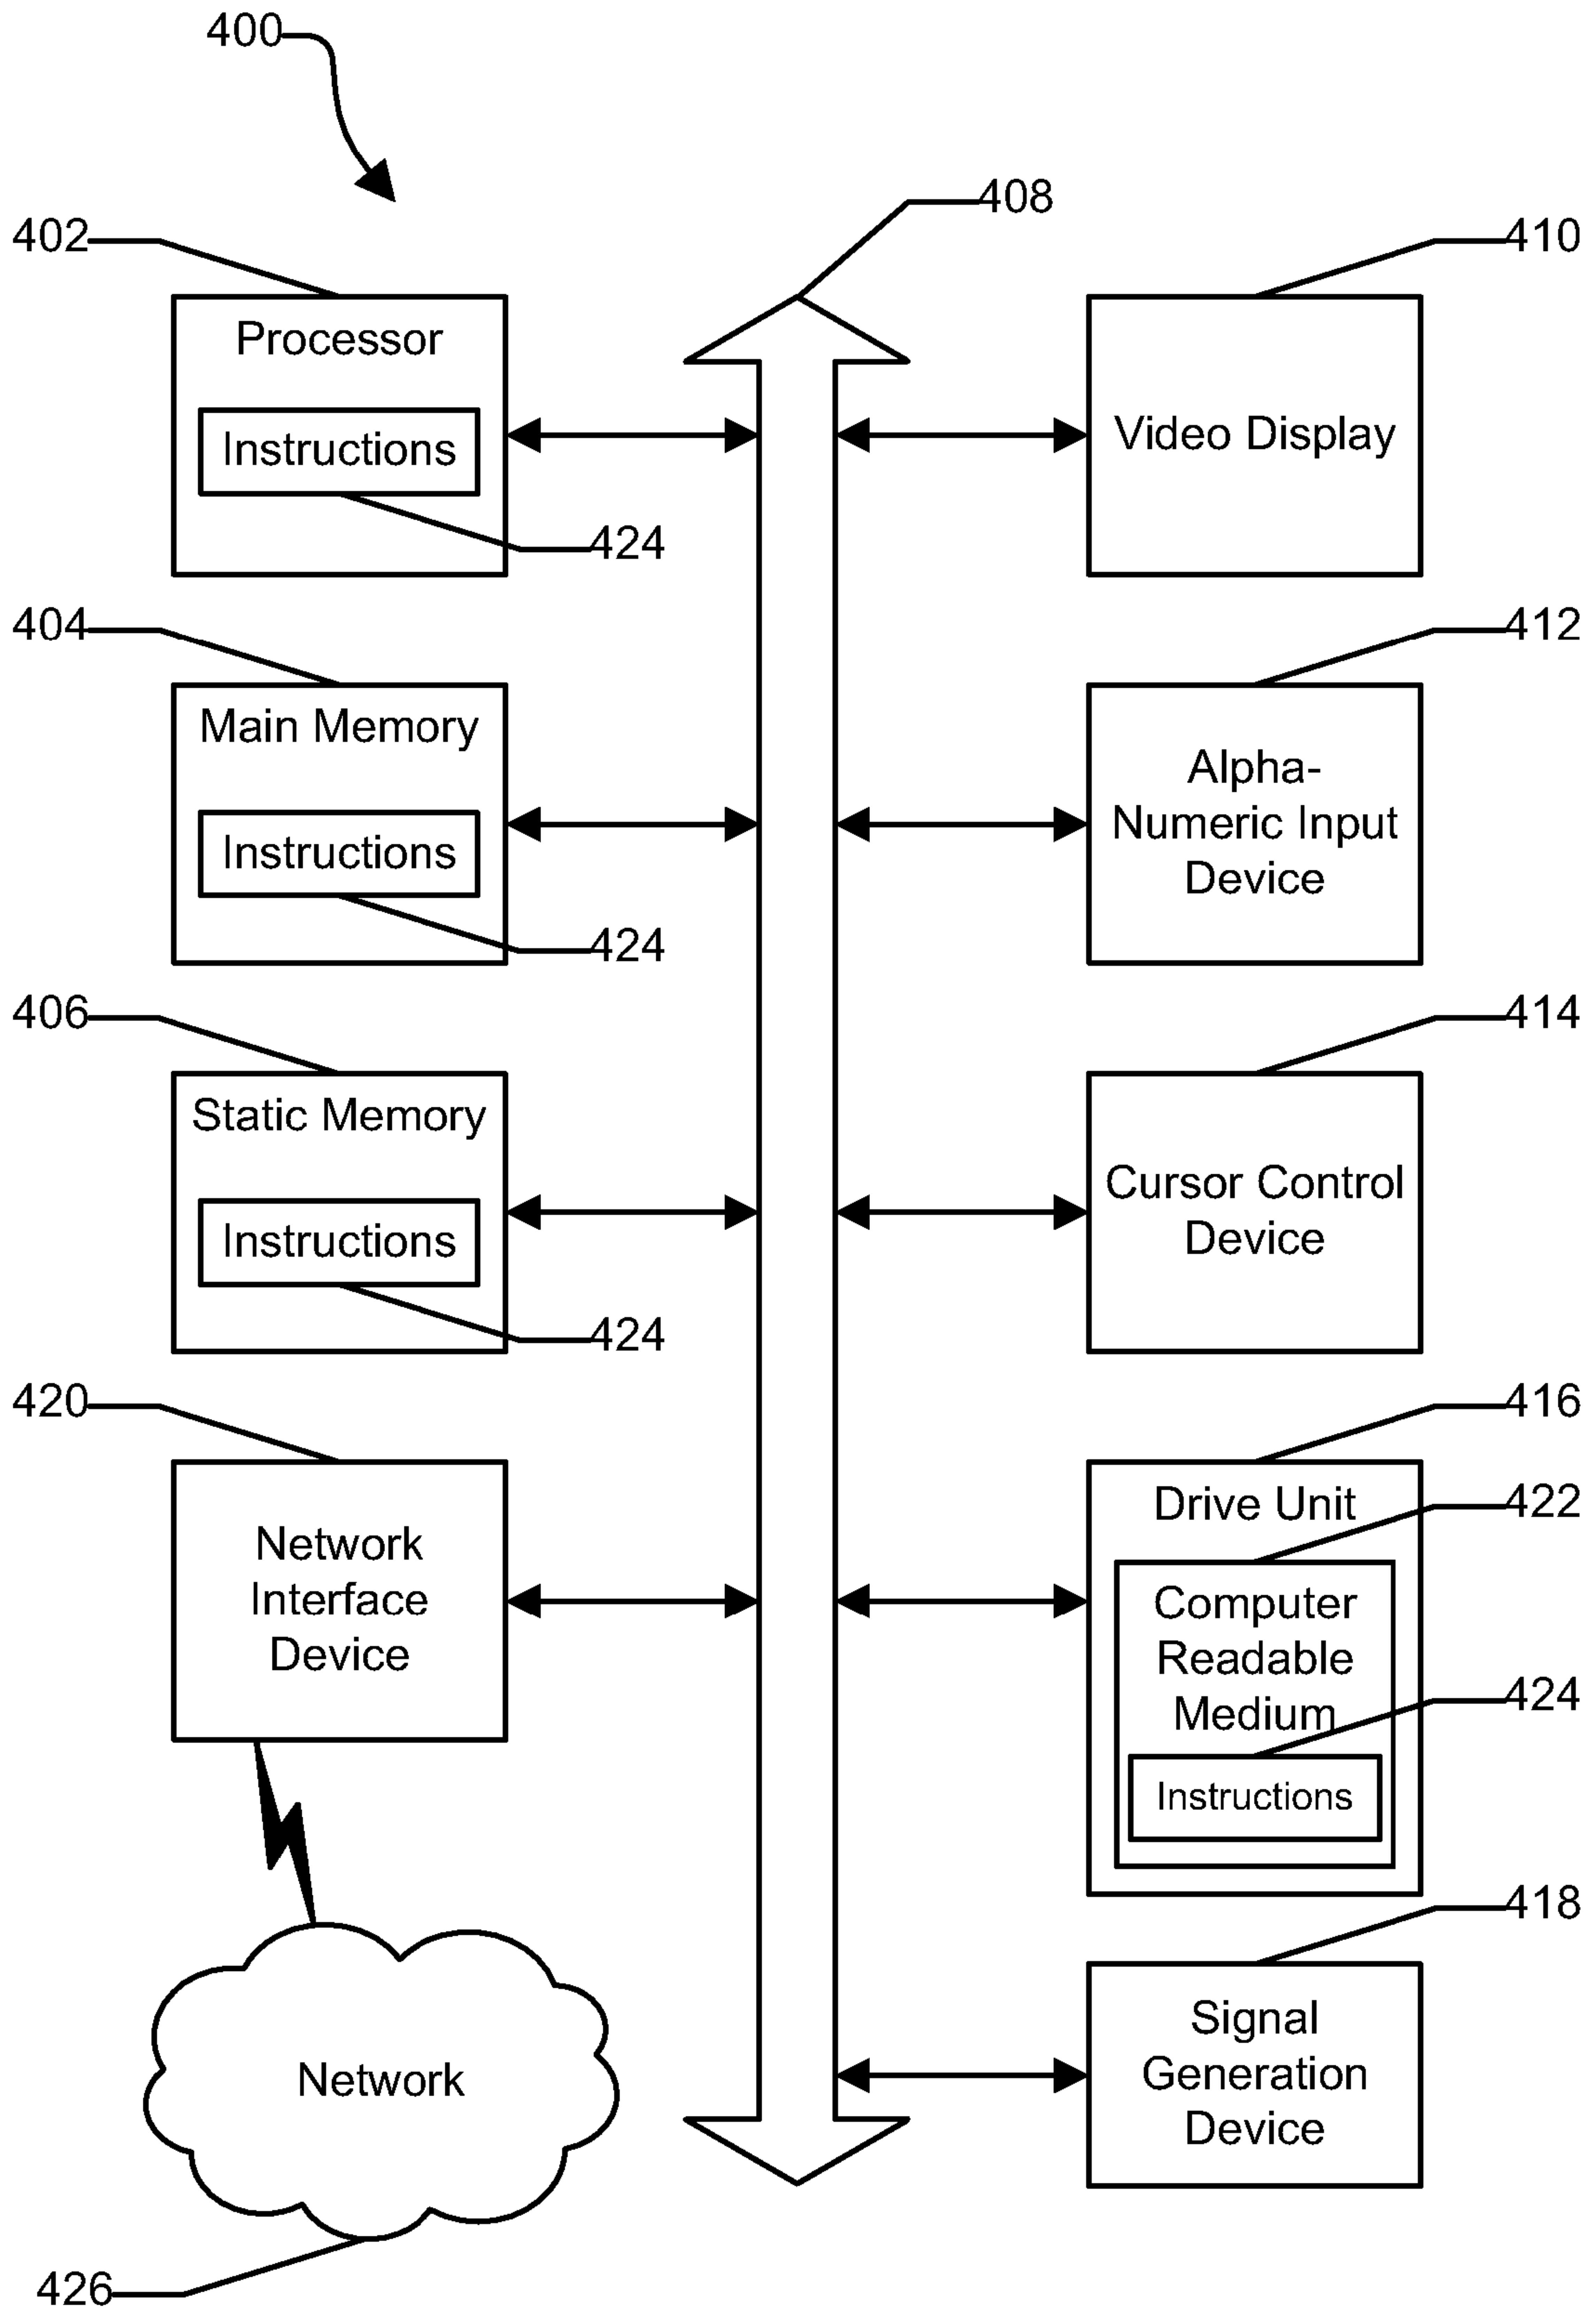 400
408
402
410
Processor
Instructions
424
Video Display
404
412
Main Memory
Instructions
424
Alpha-
Numeric Input
Device
406
414
Static Memory
Instructions
424
Cursor Control
Device
420
416
Network
Interface
Device
Drive Unit
422
Computer
Readable
Medium
424
Instructions
418
Signal
Generation
Device
Network
426